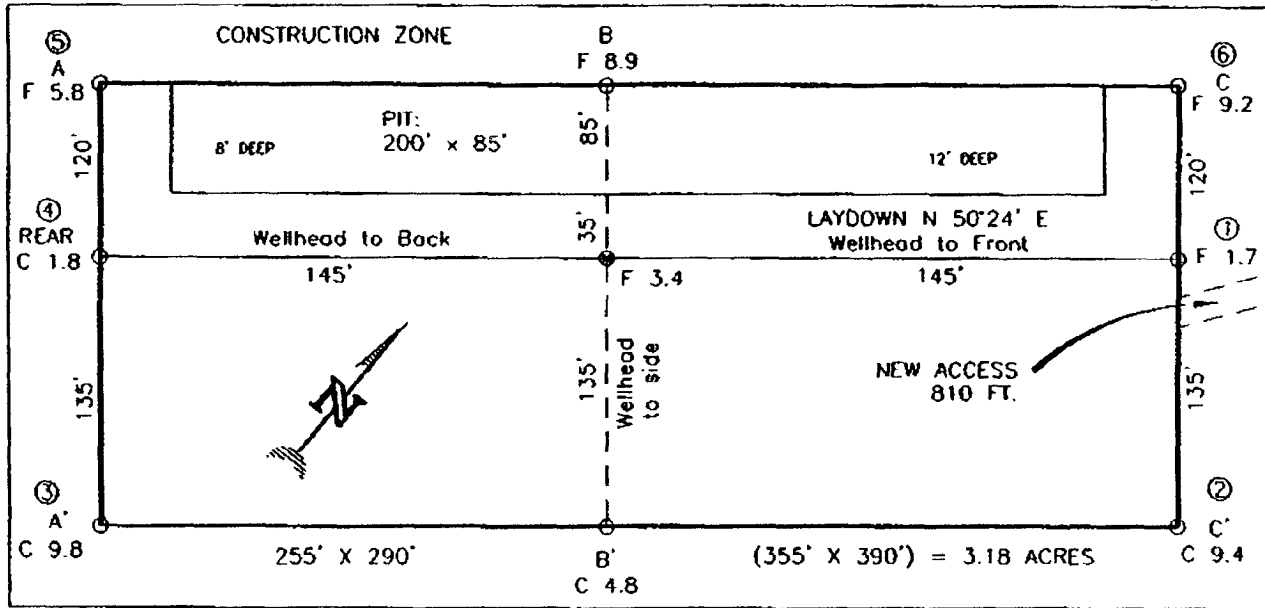 CONSTRUCTION ZONE
⑤
A
F 5.8
B
F 8.9
⑥
C
F 9.2
120'
PIT:
200' x 85'
8' DEEP
85'
12' DEEP
120'
④
REAR
C 1.8
Wellhead to Back
145'
35'
F 3.4
LAYDOWN N 50°24' E
Wellhead to Front
145'
①
F 1.7
135'
N
135'
Wellhead
to side
NEW ACCESS
810 FT.
135'
③
A'
C 9.8
255' X 290'
B'
C 4.8
(355' X 390') = 3.18 ACRES
②
C'
C 9.4